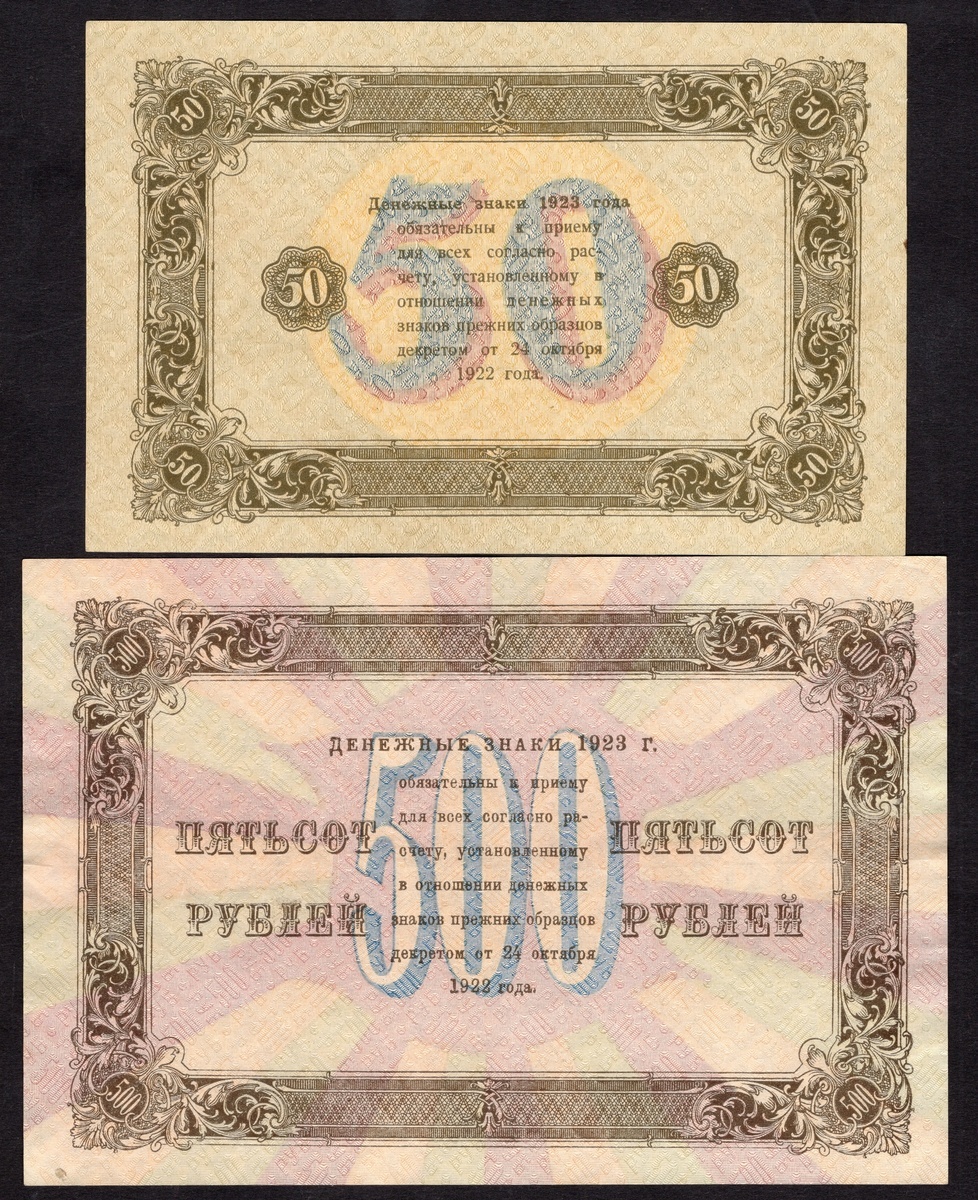 50 50
Денежные знаки 1923 года
обязательны к приему
для всех согласно рас-
чету, установленному в
отношении денежных
знаков прежних образцов
декретом от 24 октября
1922 года.
50
50 50
50 50
500 500
ДЕНЕЖНЫЕ ЗНАКИ 1923 г.
обязательны к приему
для всех согласно ра-
счету, установленному
в отношении денежных
знаков прежних образцов
декретом от 24 октября
1922 года.
500
ПЯТЬСОТ
РУБЛЕЙ
ПЯТЬСОТ
РУБЛЕЙ
500 500